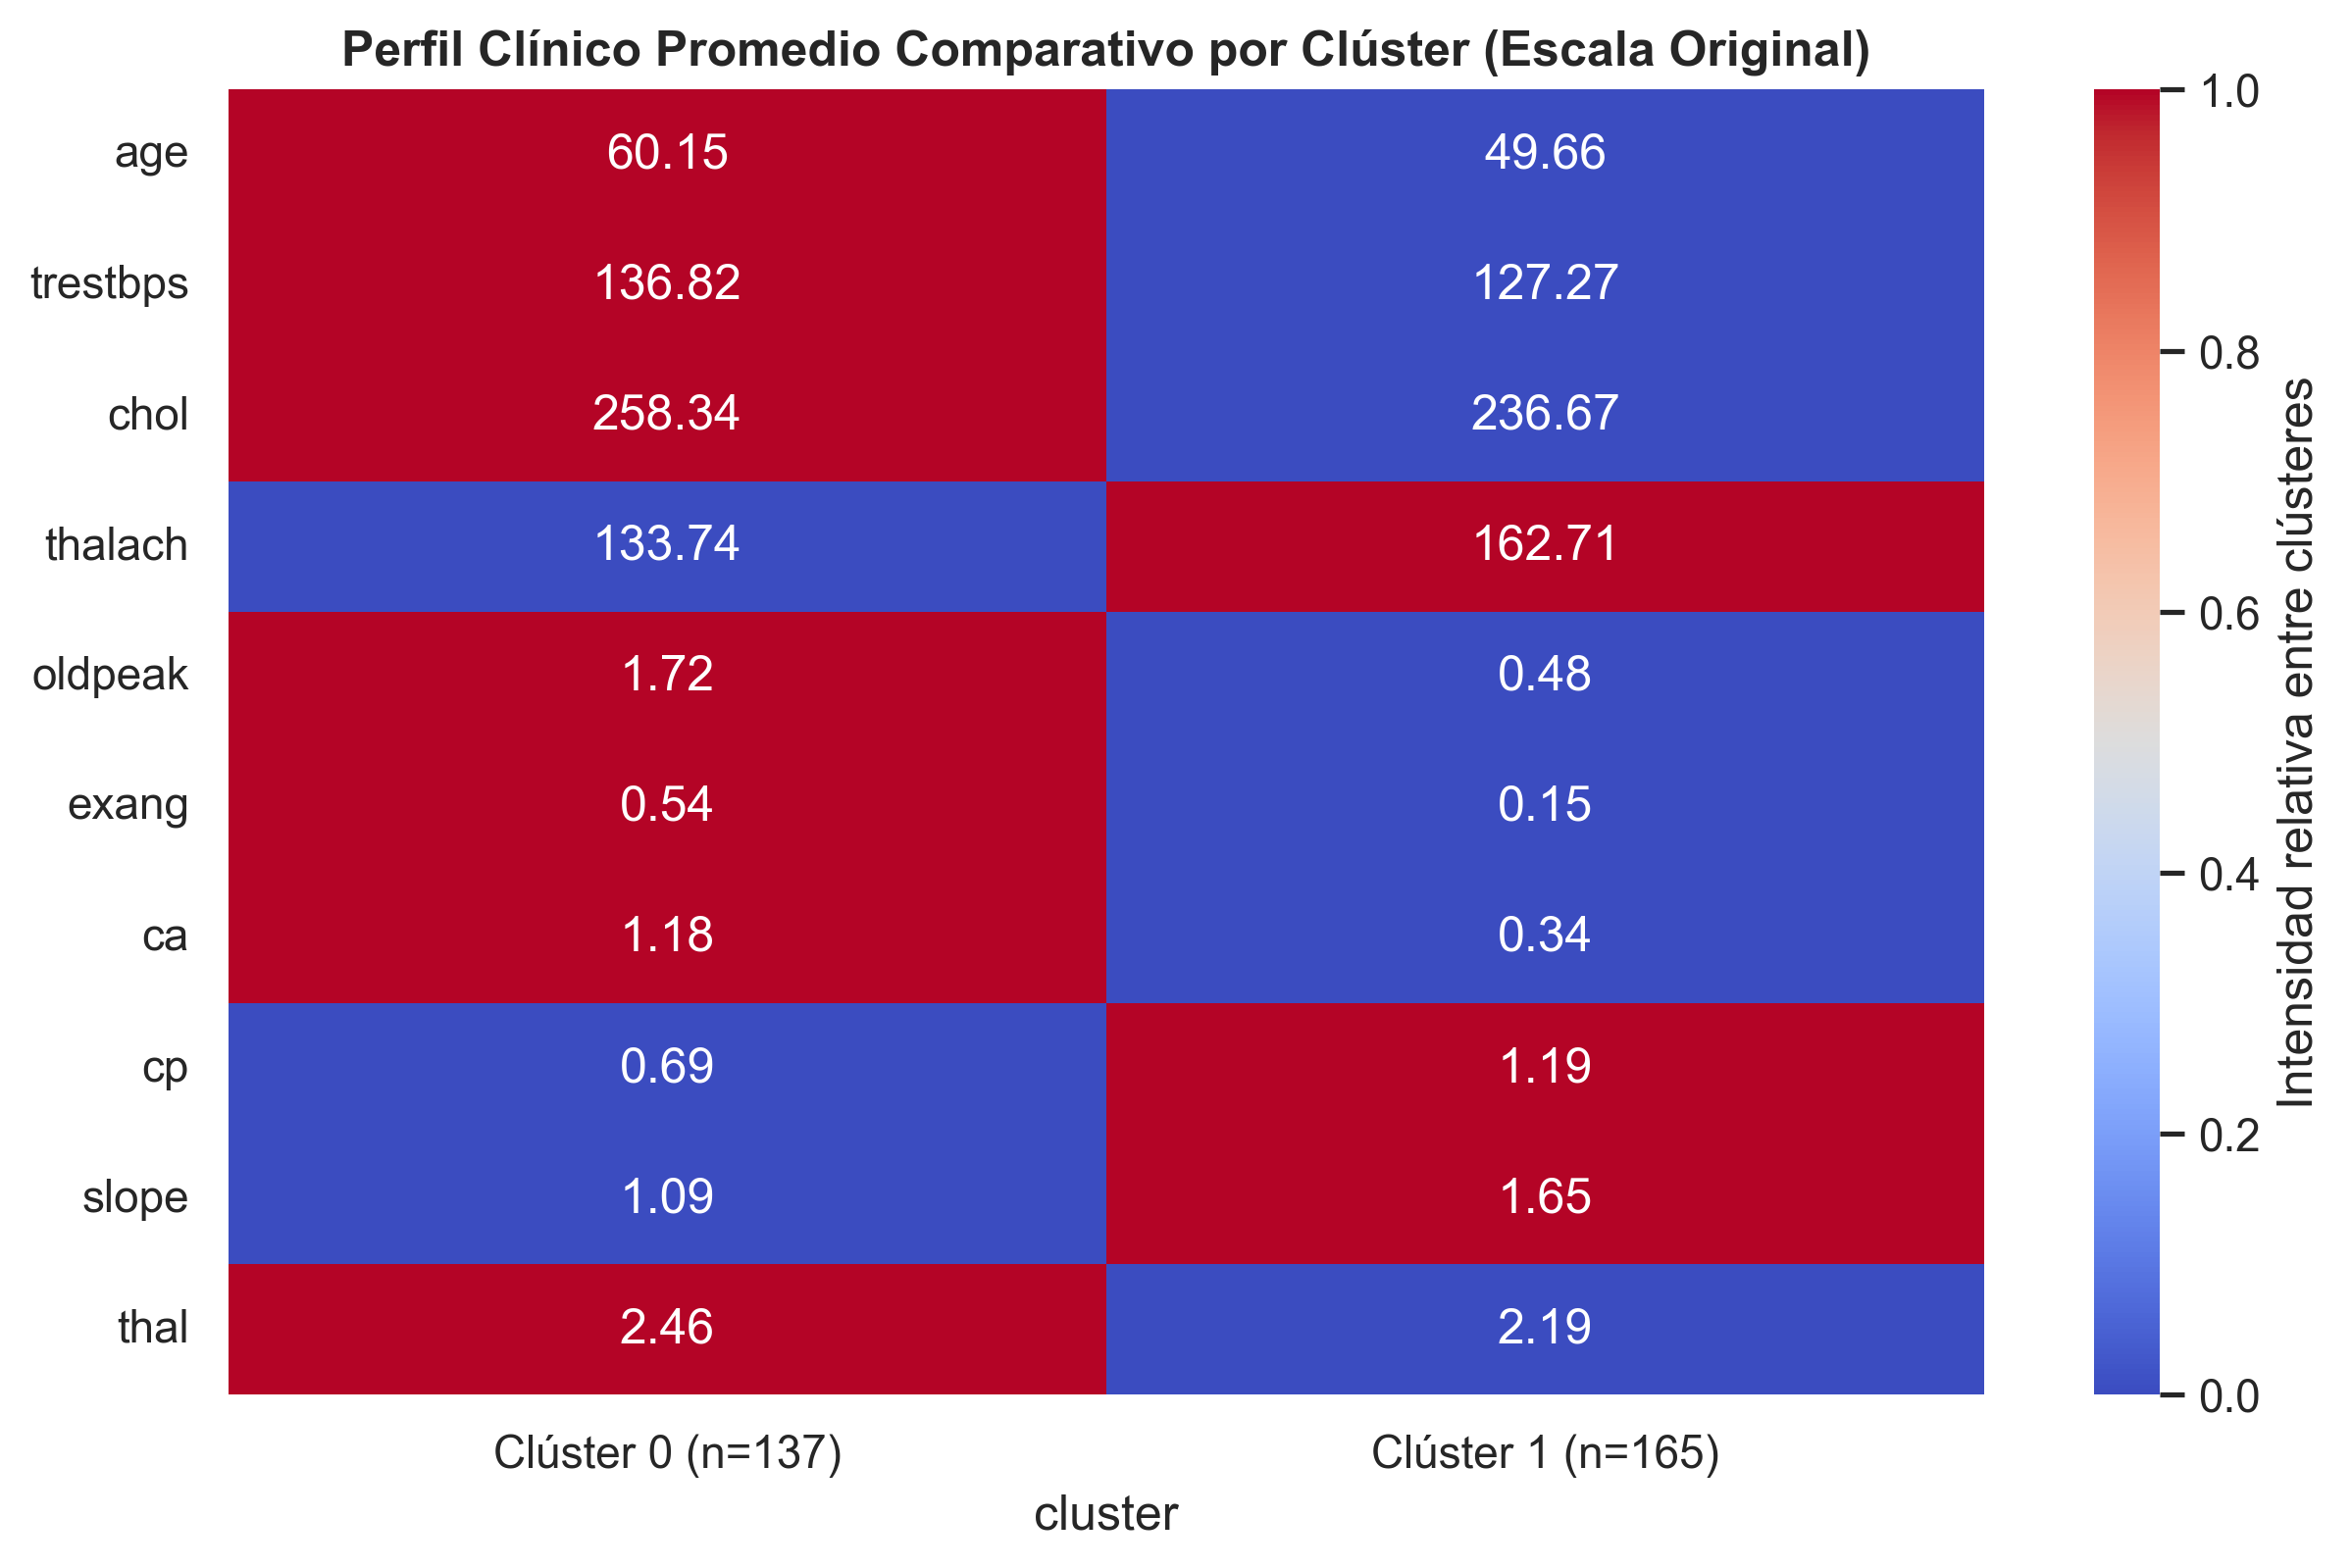 Perfil Clínico Promedio Comparativo por Clúster (Escala Original)
age 60.15 49.66
trestbps 136.82 127.27
chol 258.34 236.67
thalach 133.74 162.71
oldpeak 1.72 0.48
exang 0.54 0.15
ca 1.18 0.34
cp 0.69 1.19
slope 1.09 1.65
thal 2.46 2.19
Clúster 0 (n=137) Clúster 1 (n=165)
cluster
1.0
0.8
0.6
0.4
0.2
0.0
Intensidad relativa entre clústeres